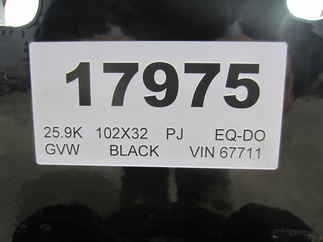 17975
25.9K 102X32 PJ EQ-DO
GVW BLACK VIN 67711